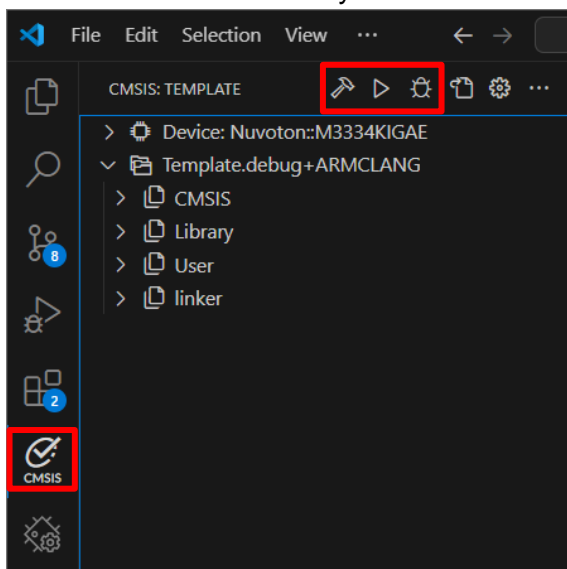 File Edit Selection View ...
CMSIS: TEMPLATE
Device: Nuvoton::M3334KIGAE
Template.debug+ARMCLANG
CMSIS
Library
User
linker
8
2
CMSIS